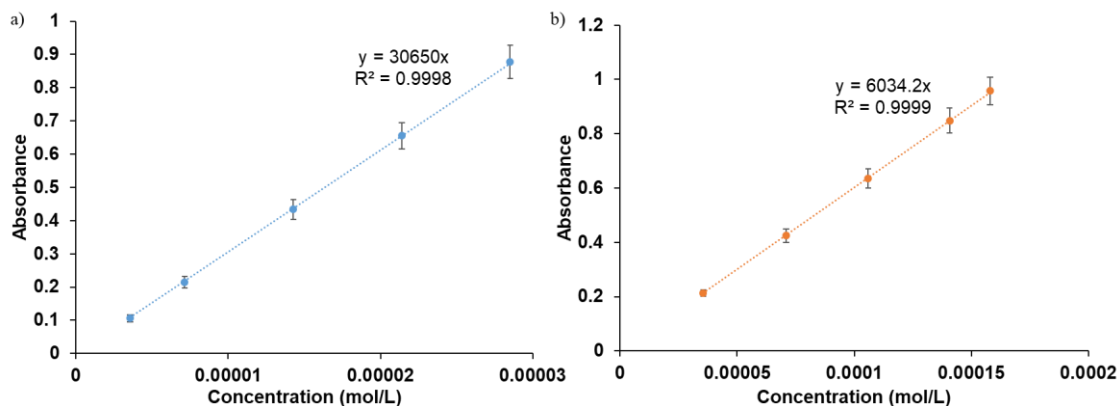 a)
1
0.9
0.8
0.7
0.6
0.5
0.4
0.3
0.2
0.1
0
Absorbance
y = 30650x
R² = 0.9998
0 0.00001 0.00002 0.00003
Concentration (mol/L)
b)
1.2
1
0.8
0.6
0.4
0.2
0
Absorbance
y = 6034.2x
R² = 0.9999
0 0.00005 0.0001 0.00015 0.0002
Concentration (mol/L)